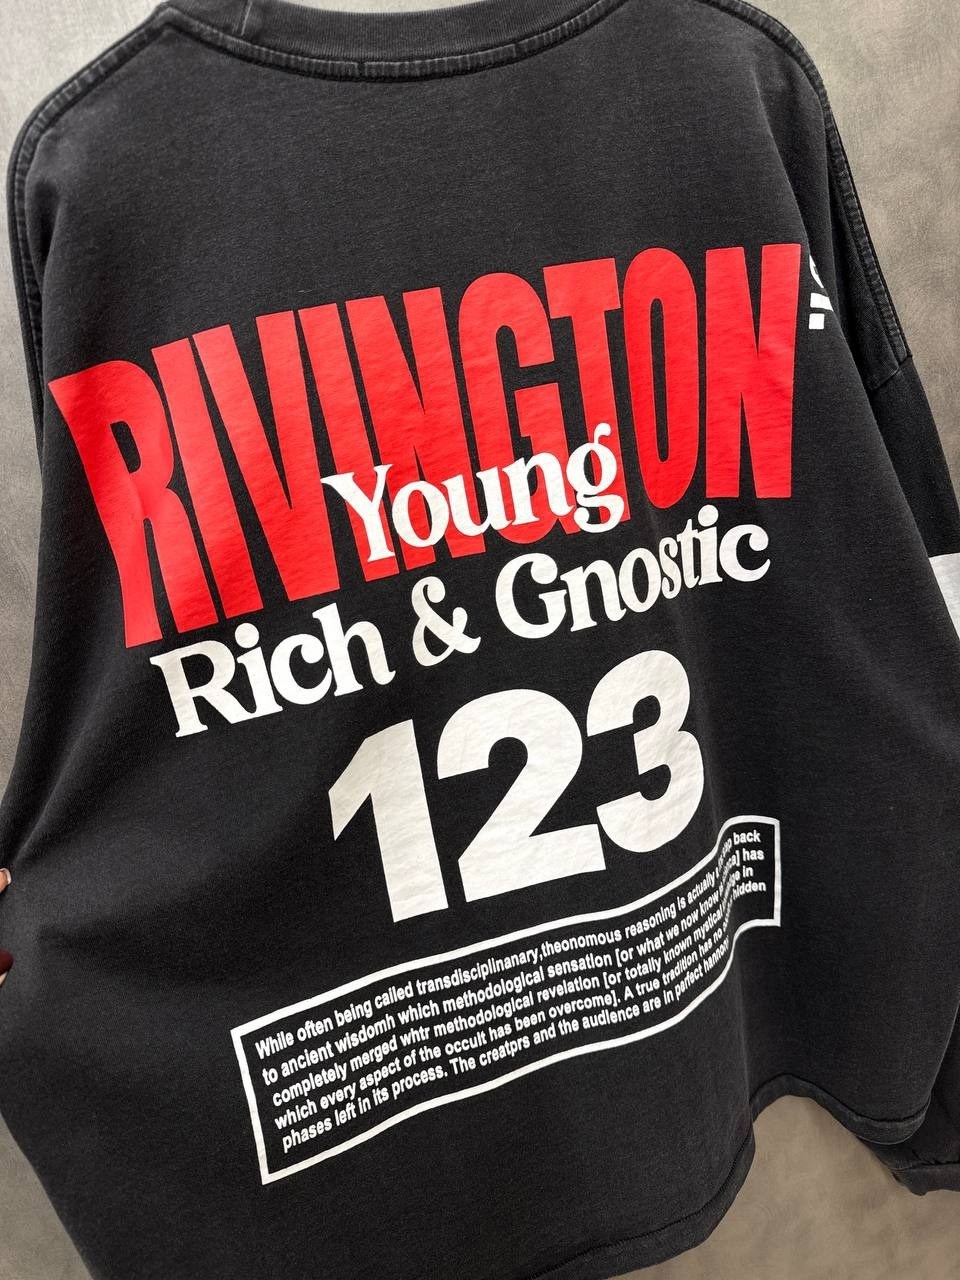 RIVINGTON
Young
Rich & Gnostic
123
While often being called transdisciplinanary,theonomous reasoning is actually back
to ancient wisdomh which methodological sensation [or what we now know has
completely merged whtr methodological revelation [or totally known mystical in
which every aspect of the occult has been overcome]. A true tradition has no hidden
phases left in its process. The creatprs and the audience are in perfect harmony